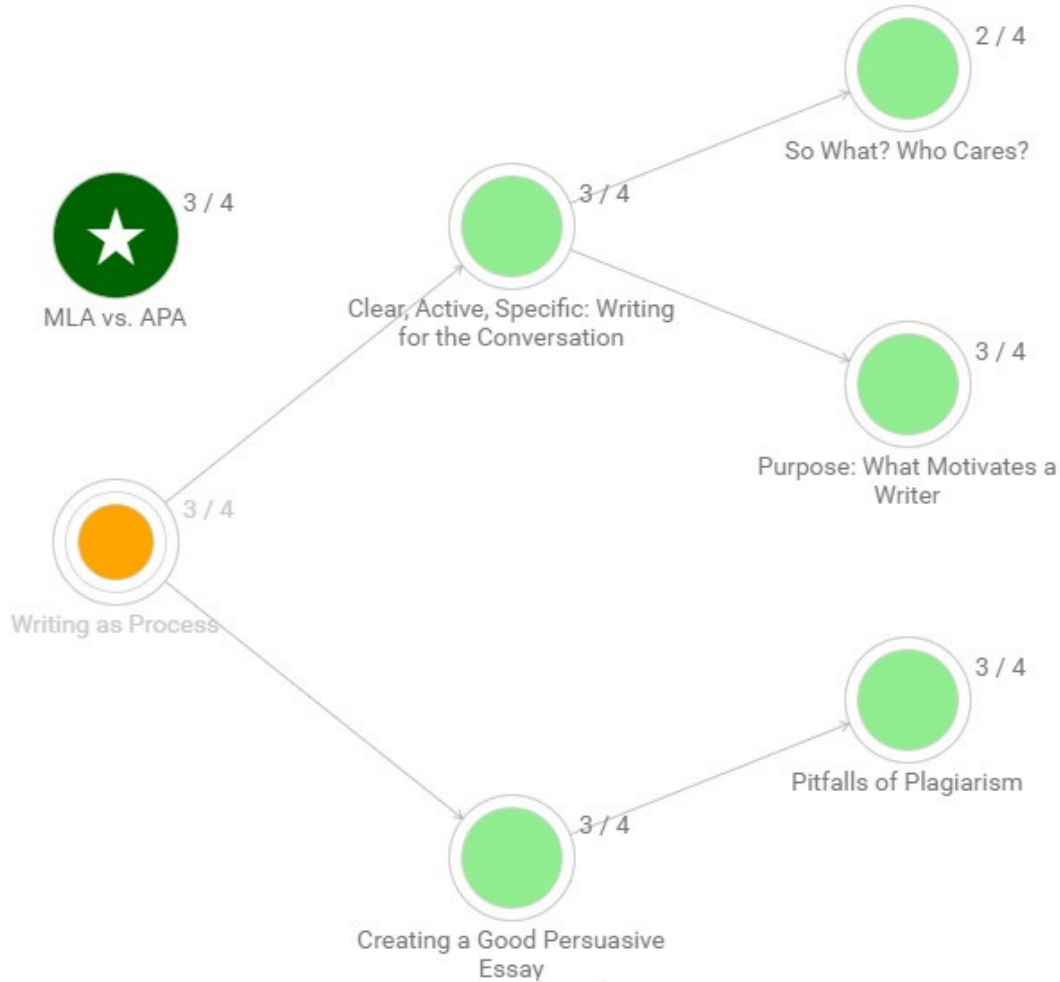 2 / 4
So What? Who Cares?
3 / 4
MLA vs. APA
3 / 4
Clear, Active, Specific: Writing
for the Conversation
3 / 4
Purpose: What Motivates a
Writer
3 / 4
Writing as Process
3 / 4
Pitfalls of Plagiarism
3 / 4
Creating a Good Persuasive
Essay